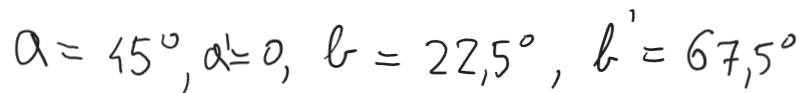 a = 45°, a' = 0, b = 22,5°, b' = 67,5°